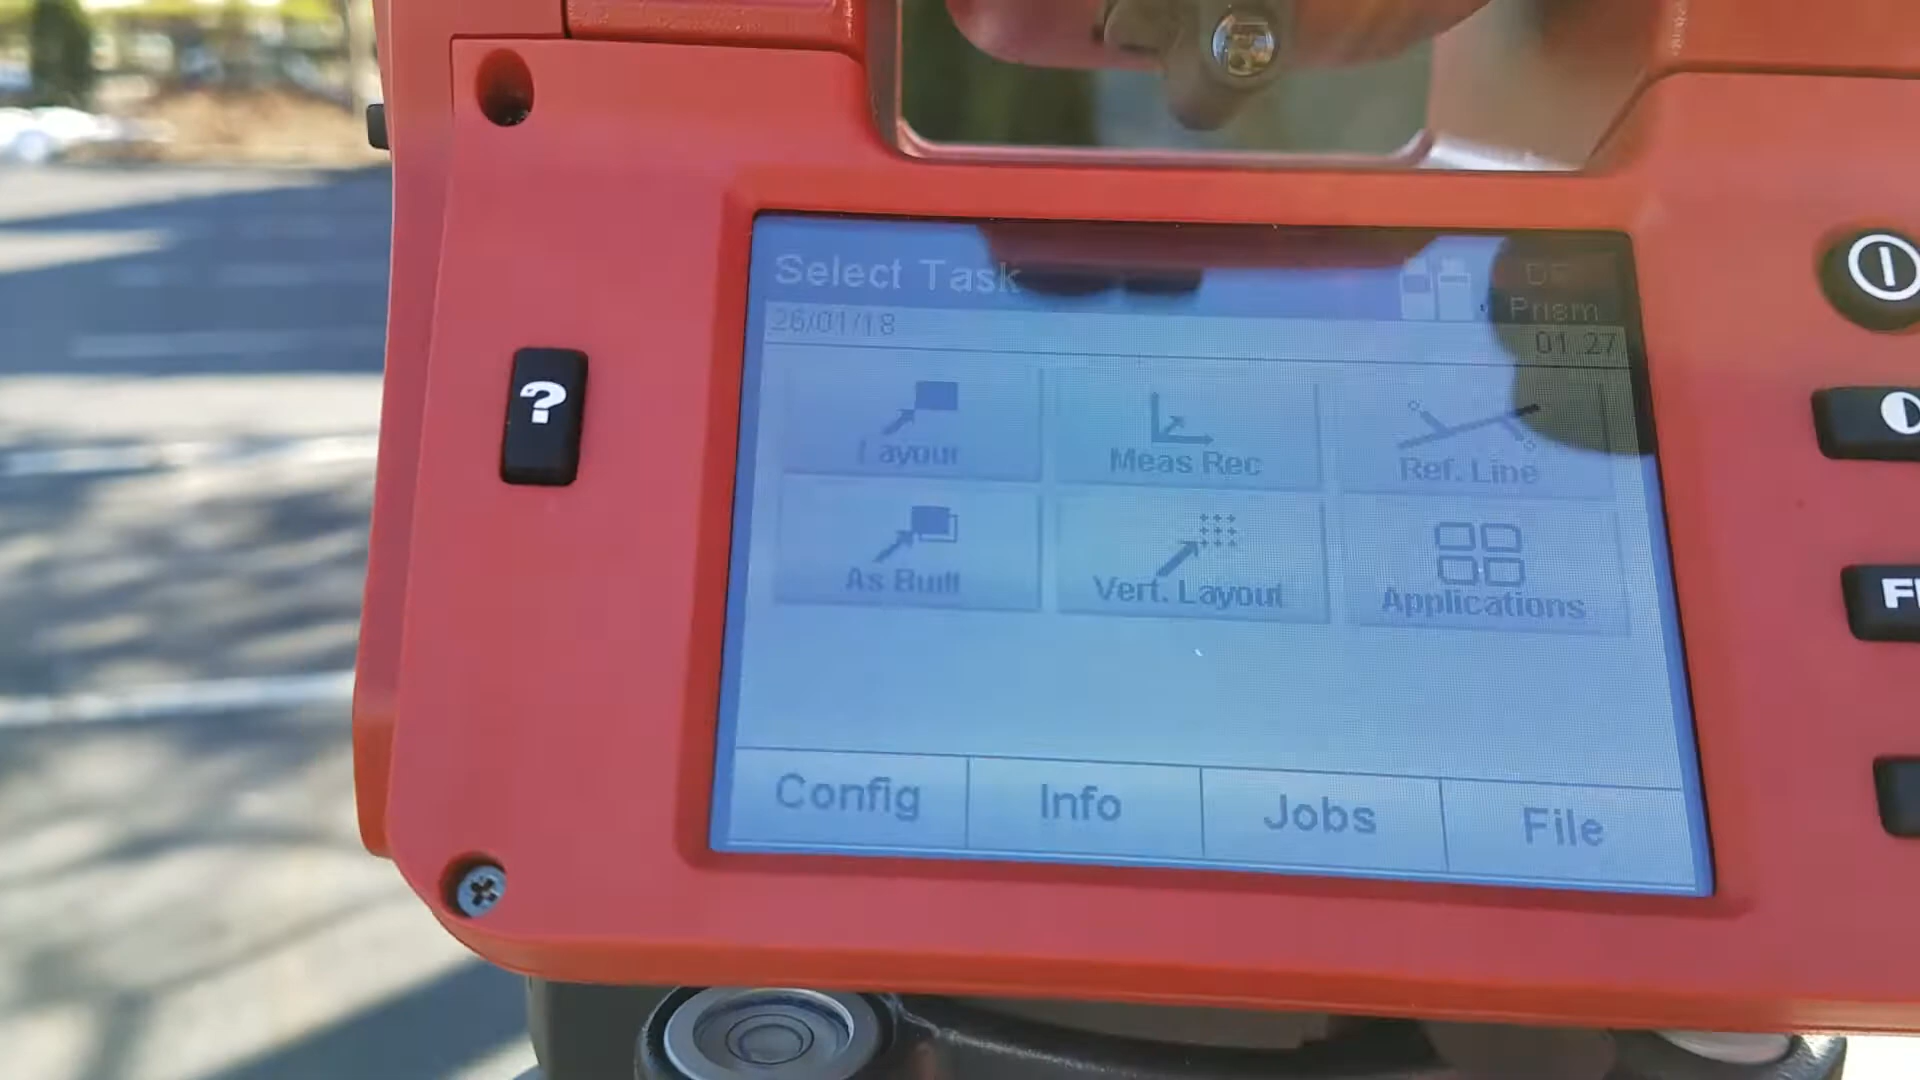 Select Task
Prism
26/01/18
01:27
Layout
Meas Rec
Ref. Line
As Built
Vert. Layout
Applications
Config
Info
Jobs
File
?